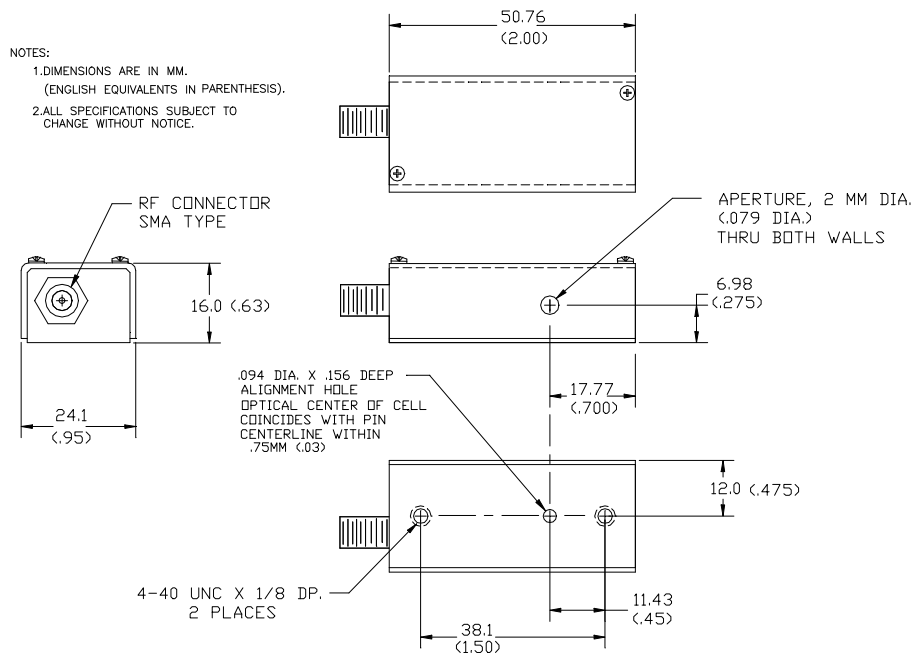 50.76
(2.00)
NOTES:
1.DIMENSIONS ARE IN MM.
(ENGLISH EQUIVALENTS IN PARENTHESIS).
2.ALL SPECIFICATIONS SUBJECT TO
CHANGE WITHOUT NOTICE.
RF CONNECTOR
SMA TYPE
APERTURE, 2 MM DIA.
(.079 DIA.)
THRU BOTH WALLS
16.0 (.63)
6.98
(.275)
24.1
(.95)
.094 DIA. X .156 DEEP
ALIGNMENT HOLE
OPTICAL CENTER OF CELL
COINCIDES WITH PIN
CENTERLINE WITHIN
.75MM (.03)
17.77
(.700)
12.0 (.475)
4-40 UNC X 1/8 DP.
2 PLACES
11.43
(.45)
38.1
(1.50)